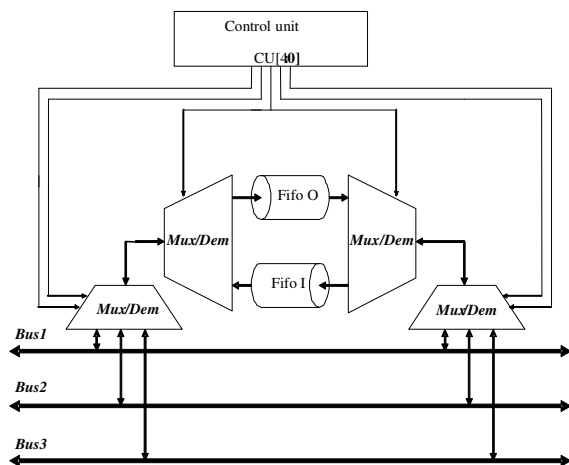 Control unit
CU[4:0]
Fifo O
Mux/Dem
Mux/Dem
Fifo I
Mux/Dem
Mux/Dem
Bus1
Bus2
Bus3